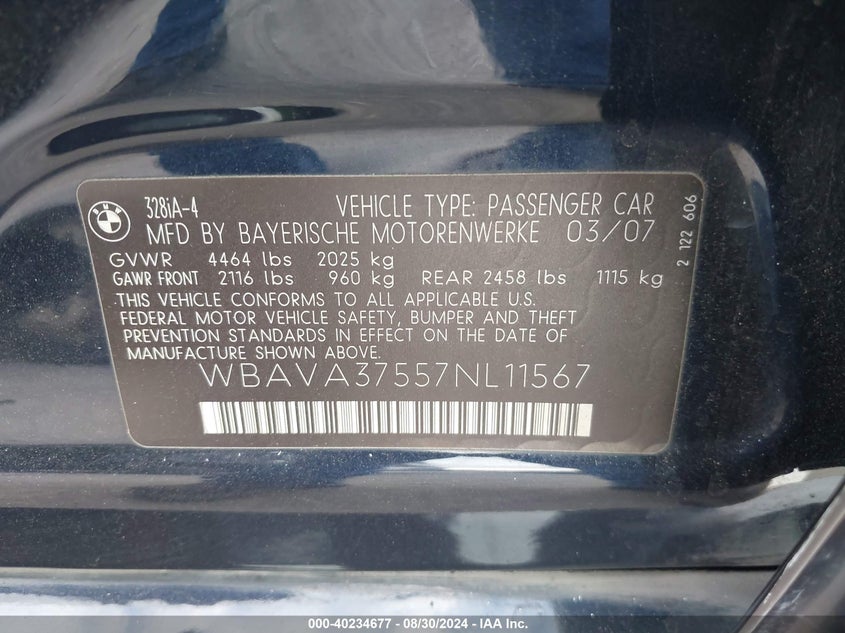 BMW
328iA-4 VEHICLE TYPE: PASSENGER CAR
MFD BY BAYERISCHE MOTORENWERKE 03/07
GVWR 4464 lbs 2025 kg
GAWR FRONT 2116 lbs 960 kg REAR 2458 lbs 1115 kg
THIS VEHICLE CONFORMS TO ALL APPLICABLE U.S.
FEDERAL MOTOR VEHICLE SAFETY, BUMPER AND THEFT
PREVENTION STANDARDS IN EFFECT ON THE DATE OF
MANUFACTURE SHOWN ABOVE.
WBAVA37557NL11567
2 122 606
000-40234677 - 08/30/2024 - IAA Inc.